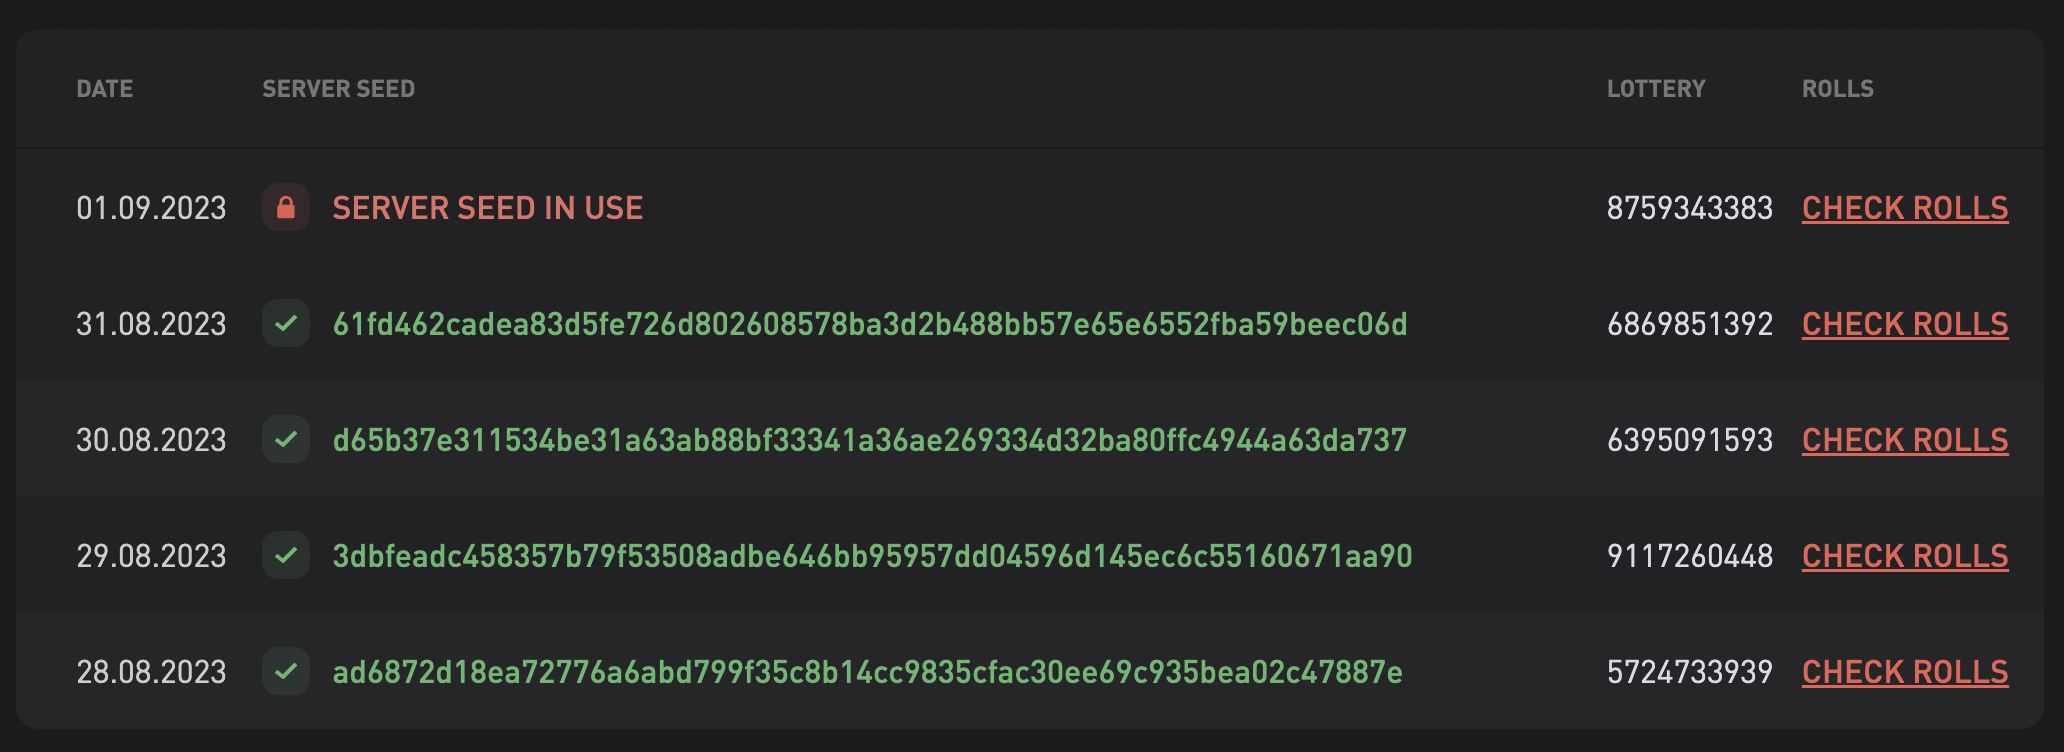 DATE SERVER SEED LOTTERY ROLLS
01.09.2023 SERVER SEED IN USE 8759343383 CHECK ROLLS
31.08.2023 61fd462cadea83d5fe726d802608578ba3d2b488bb57e65e6552fba59beec06d 6869851392 CHECK ROLLS
30.08.2023 d65b37e311534be31a63ab88bf33341a36ae269334d32ba80ffc4944a63da737 6395091593 CHECK ROLLS
29.08.2023 3dbfeadc458357b79f53508adbe646bb95957dd04596d145ec6c55160671aa90 9117260448 CHECK ROLLS
28.08.2023 ad6872d18ea72776a6abd799f35c8b14cc9835cfac30ee69c935bea02c47887e 5724733939 CHECK ROLLS